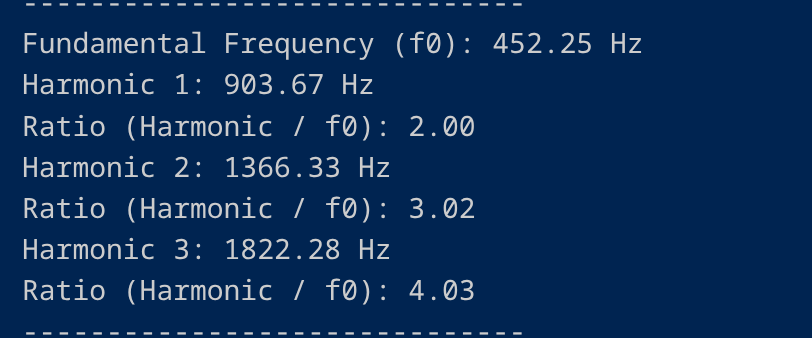 ------------------------------
Fundamental Frequency (f0): 452.25 Hz
Harmonic 1: 903.67 Hz
Ratio (Harmonic / f0): 2.00
Harmonic 2: 1366.33 Hz
Ratio (Harmonic / f0): 3.02
Harmonic 3: 1822.28 Hz
Ratio (Harmonic / f0): 4.03
------------------------------